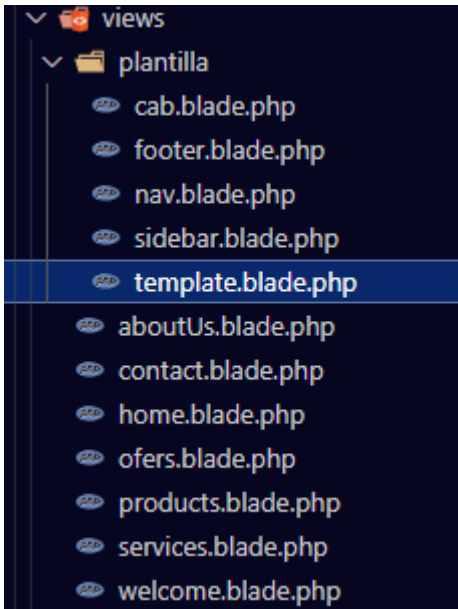 views
plantilla
cab.blade.php
footer.blade.php
nav.blade.php
sidebar.blade.php
template.blade.php
aboutUs.blade.php
contact.blade.php
home.blade.php
ofers.blade.php
products.blade.php
services.blade.php
welcome.blade.php